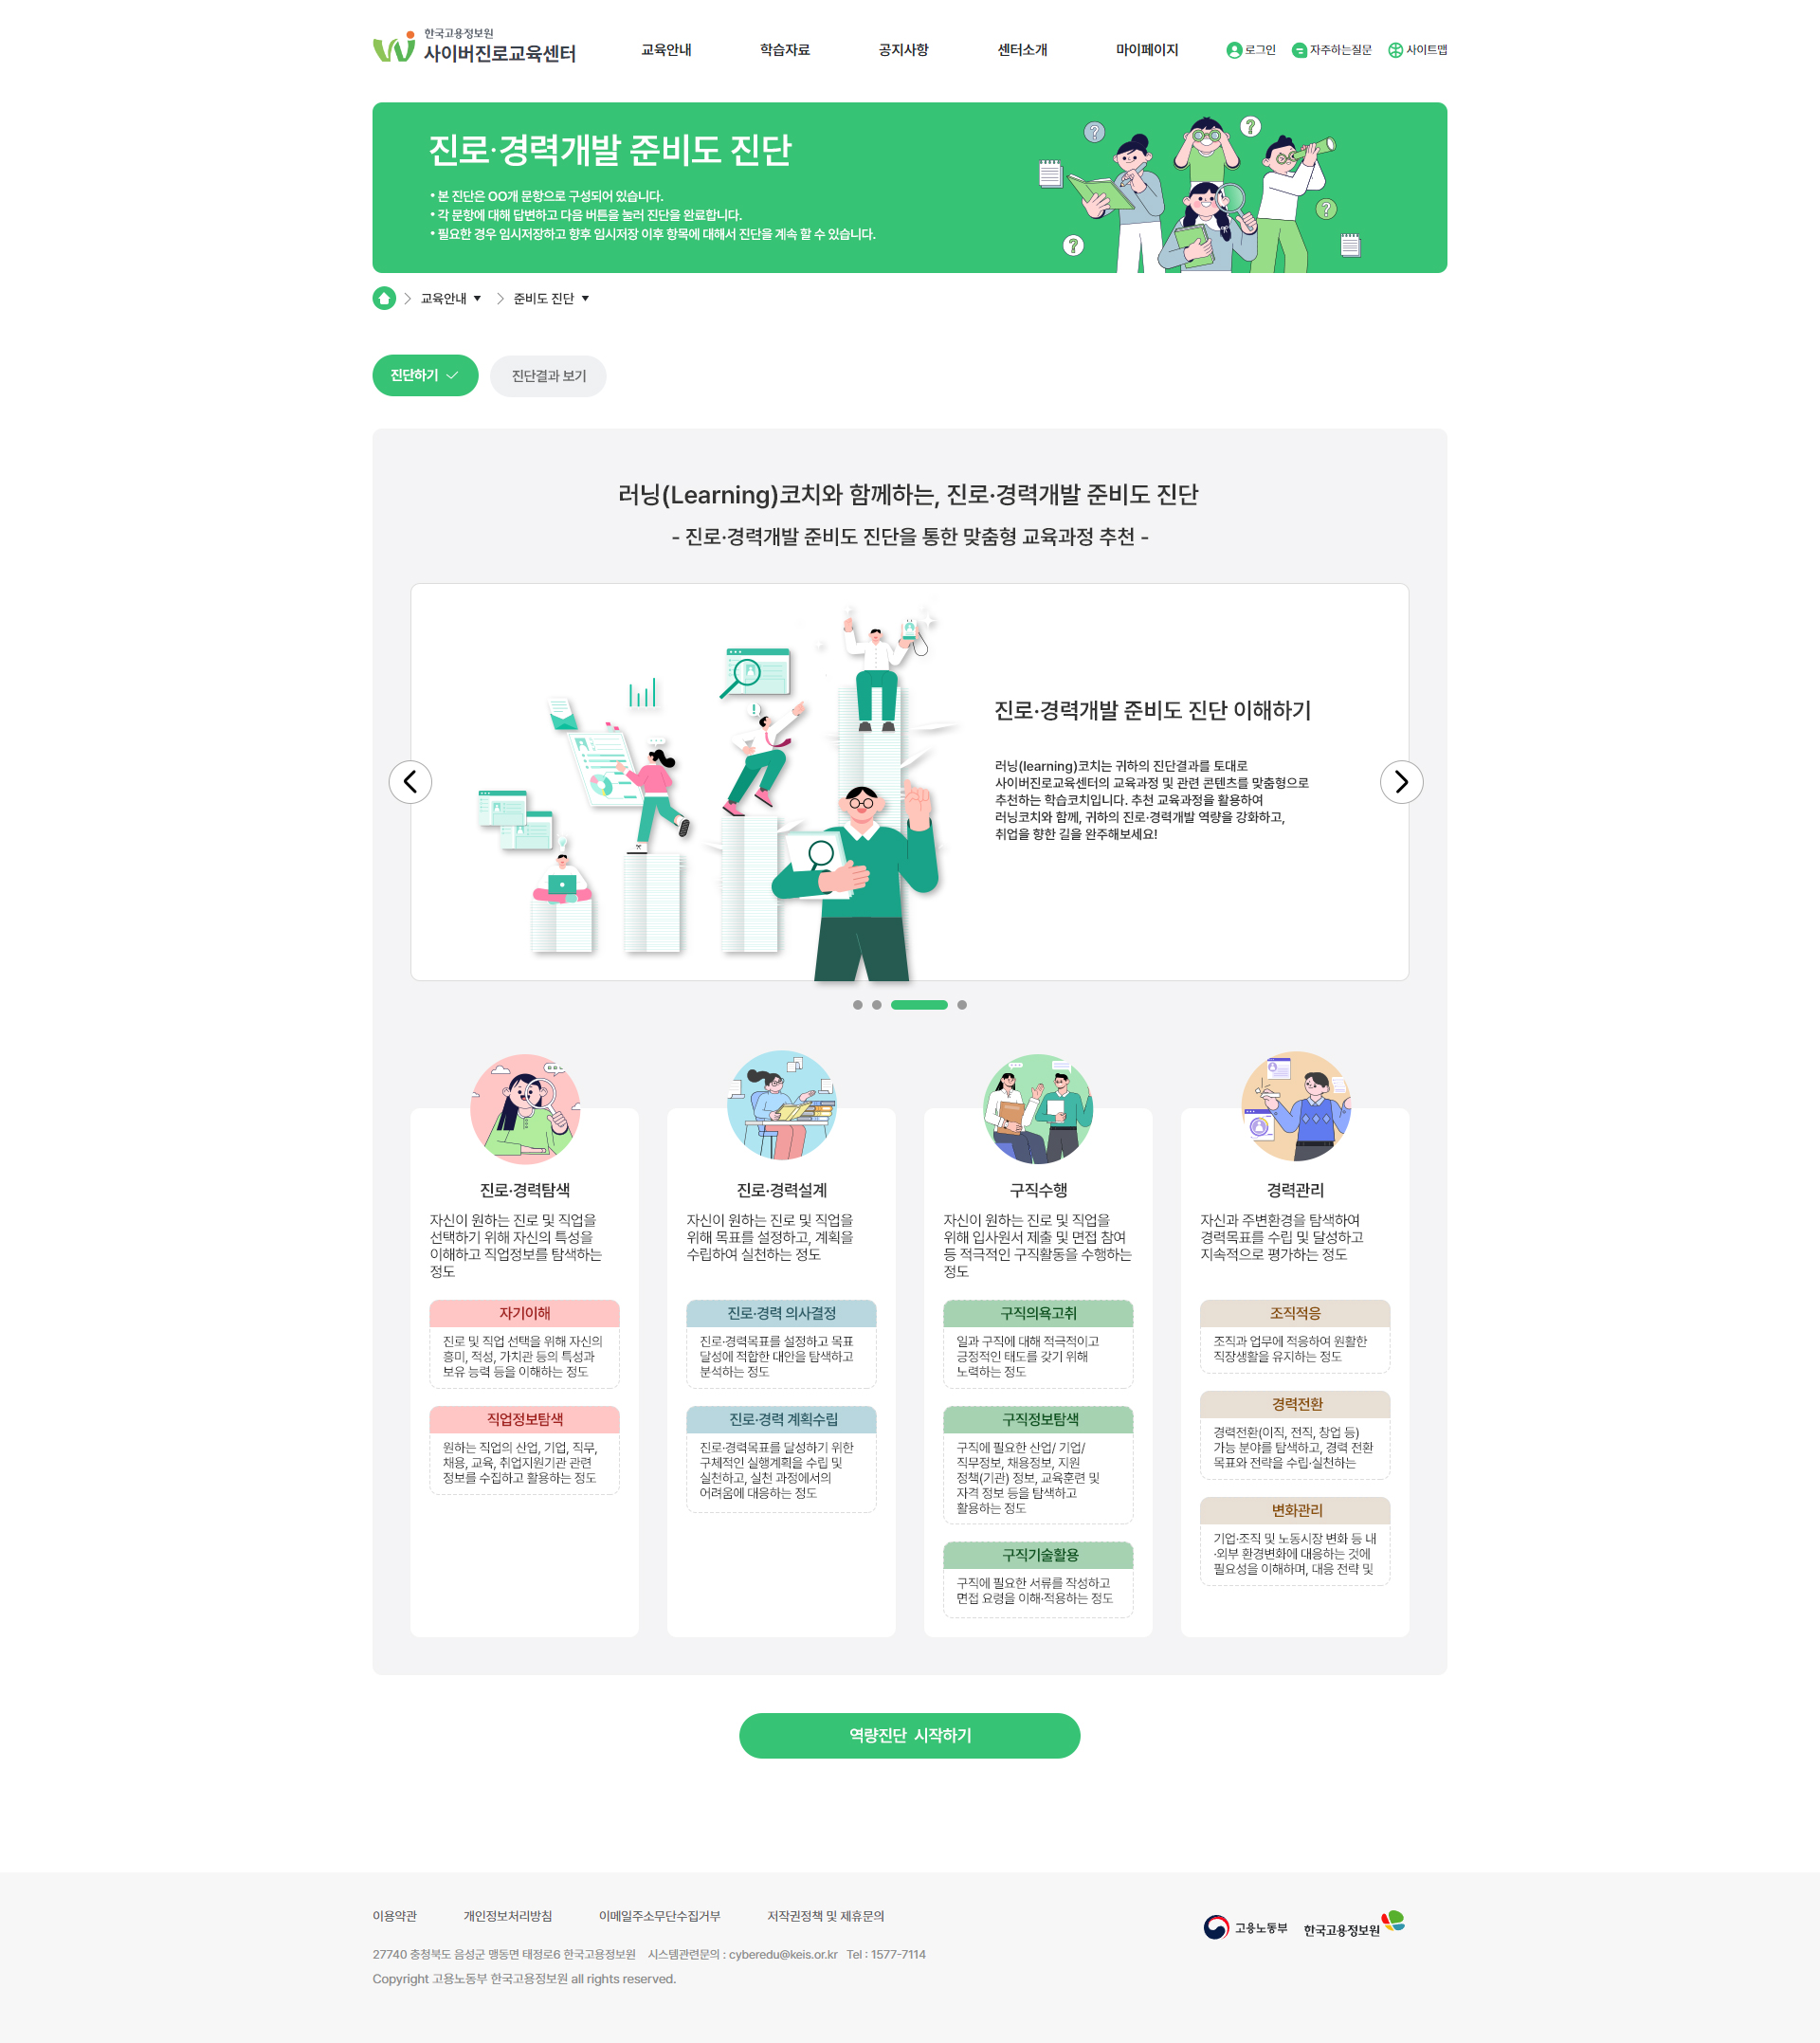 한국고용정보원
사이버진로교육센터
교육안내
학습자료
공지사항
센터소개
마이페이지
로그인
자주하는질문
사이트맵
진로·경력개발 준비도 진단
• 본 진단은 OO개 문항으로 구성되어 있습니다.
• 각 문항에 대해 답변하고 다음 버튼을 눌러 진단을 완료합니다.
• 필요한 경우 임시저장하고 향후 임시저장 이후 항목에 대해서 진단을 계속 할 수 있습니다.
교육안내
준비도 진단
진단하기
진단결과 보기
러닝(Learning)코치와 함께하는, 진로·경력개발 준비도 진단
- 진로·경력개발 준비도 진단을 통한 맞춤형 교육과정 추천 -
진로·경력개발 준비도 진단 이해하기
러닝(learning)코치는 귀하의 진단결과를 토대로
사이버진로교육센터의 교육과정 및 관련 콘텐츠를 맞춤형으로
추천하는 학습코치입니다. 추천 교육과정을 활용하여
러닝코치와 함께, 귀하의 진로·경력개발 역량을 강화하고,
취업을 향한 길을 완주해보세요!
진로·경력탐색
자신이 원하는 진로 및 직업을
선택하기 위해 자신의 특성을
이해하고 직업정보를 탐색하는
정도
자기이해
진로 및 직업 선택을 위해 자신의
흥미, 적성, 가치관 등의 특성과
보유 능력 등을 이해하는 정도
직업정보탐색
원하는 직업의 산업, 기업, 직무,
채용, 교육, 취업지원기관 관련
정보를 수집하고 활용하는 정도
진로·경력설계
자신이 원하는 진로 및 직업을
위해 목표를 설정하고, 계획을
수립하여 실천하는 정도
진로·경력 의사결정
진로·경력목표를 설정하고 목표
달성에 적합한 대안을 탐색하고
분석하는 정도
진로·경력 계획수립
진로·경력목표를 달성하기 위한
구체적인 실행계획을 수립 및
실천하고, 실천 과정에서의
어려움에 대응하는 정도
구직수행
자신이 원하는 진로 및 직업을
위해 입사원서 제출 및 면접 참여
등 적극적인 구직활동을 수행하는
정도
구직의욕고취
일과 구직에 대해 적극적이고
긍정적인 태도를 갖기 위해
노력하는 정도
구직정보탐색
구직에 필요한 산업/ 기업/
직무정보, 채용정보, 지원
정책(기관) 정보, 교육훈련 및
자격 정보 등을 탐색하고
활용하는 정도
구직기술활용
구직에 필요한 서류를 작성하고
면접 요령을 이해·적용하는 정도
경력관리
자신과 주변환경을 탐색하여
경력목표를 수립 및 달성하고
지속적으로 평가하는 정도
조직적응
조직과 업무에 적응하여 원활한
직장생활을 유지하는 정도
경력전환
경력전환(이직, 전직, 창업 등)
가능 분야를 탐색하고, 경력 전환
목표와 전략을 수립·실천하는
변화관리
기업·조직 및 노동시장 변화 등 내
·외부 환경변화에 대응하는 것에
필요성을 이해하며, 대응 전략 및
역량진단 시작하기
이용약관
개인정보처리방침
이메일주소무단수집거부
저작권정책 및 제휴문의
고용노동부
한국고용정보원
27740 충청북도 음성군 맹동면 태정로6 한국고용정보원 시스템관련문의 : cyberedu@keis.or.kr Tel : 1577-7114
Copyright 고용노동부 한국고용정보원 all rights reserved.